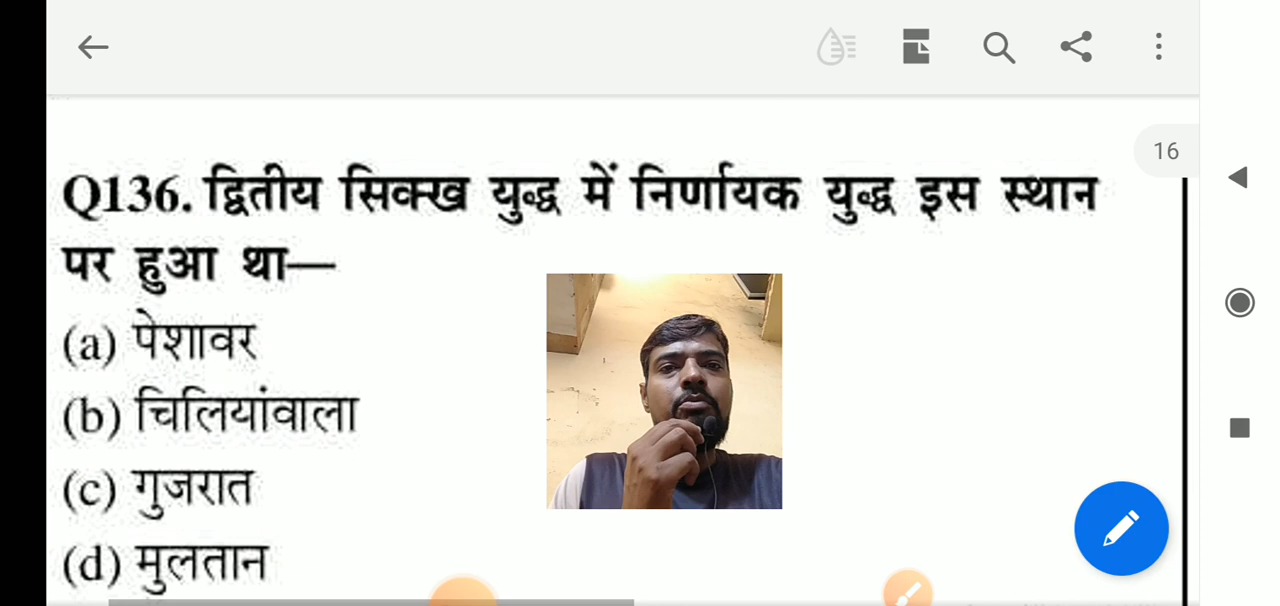 16
Q136. द्वितीय सिक्ख युद्ध में निर्णायक युद्ध इस स्थान
पर हुआ था—
(a) पेशावर
(b) चिलियांवाला
(c) गुजरात
(d) मुलतान